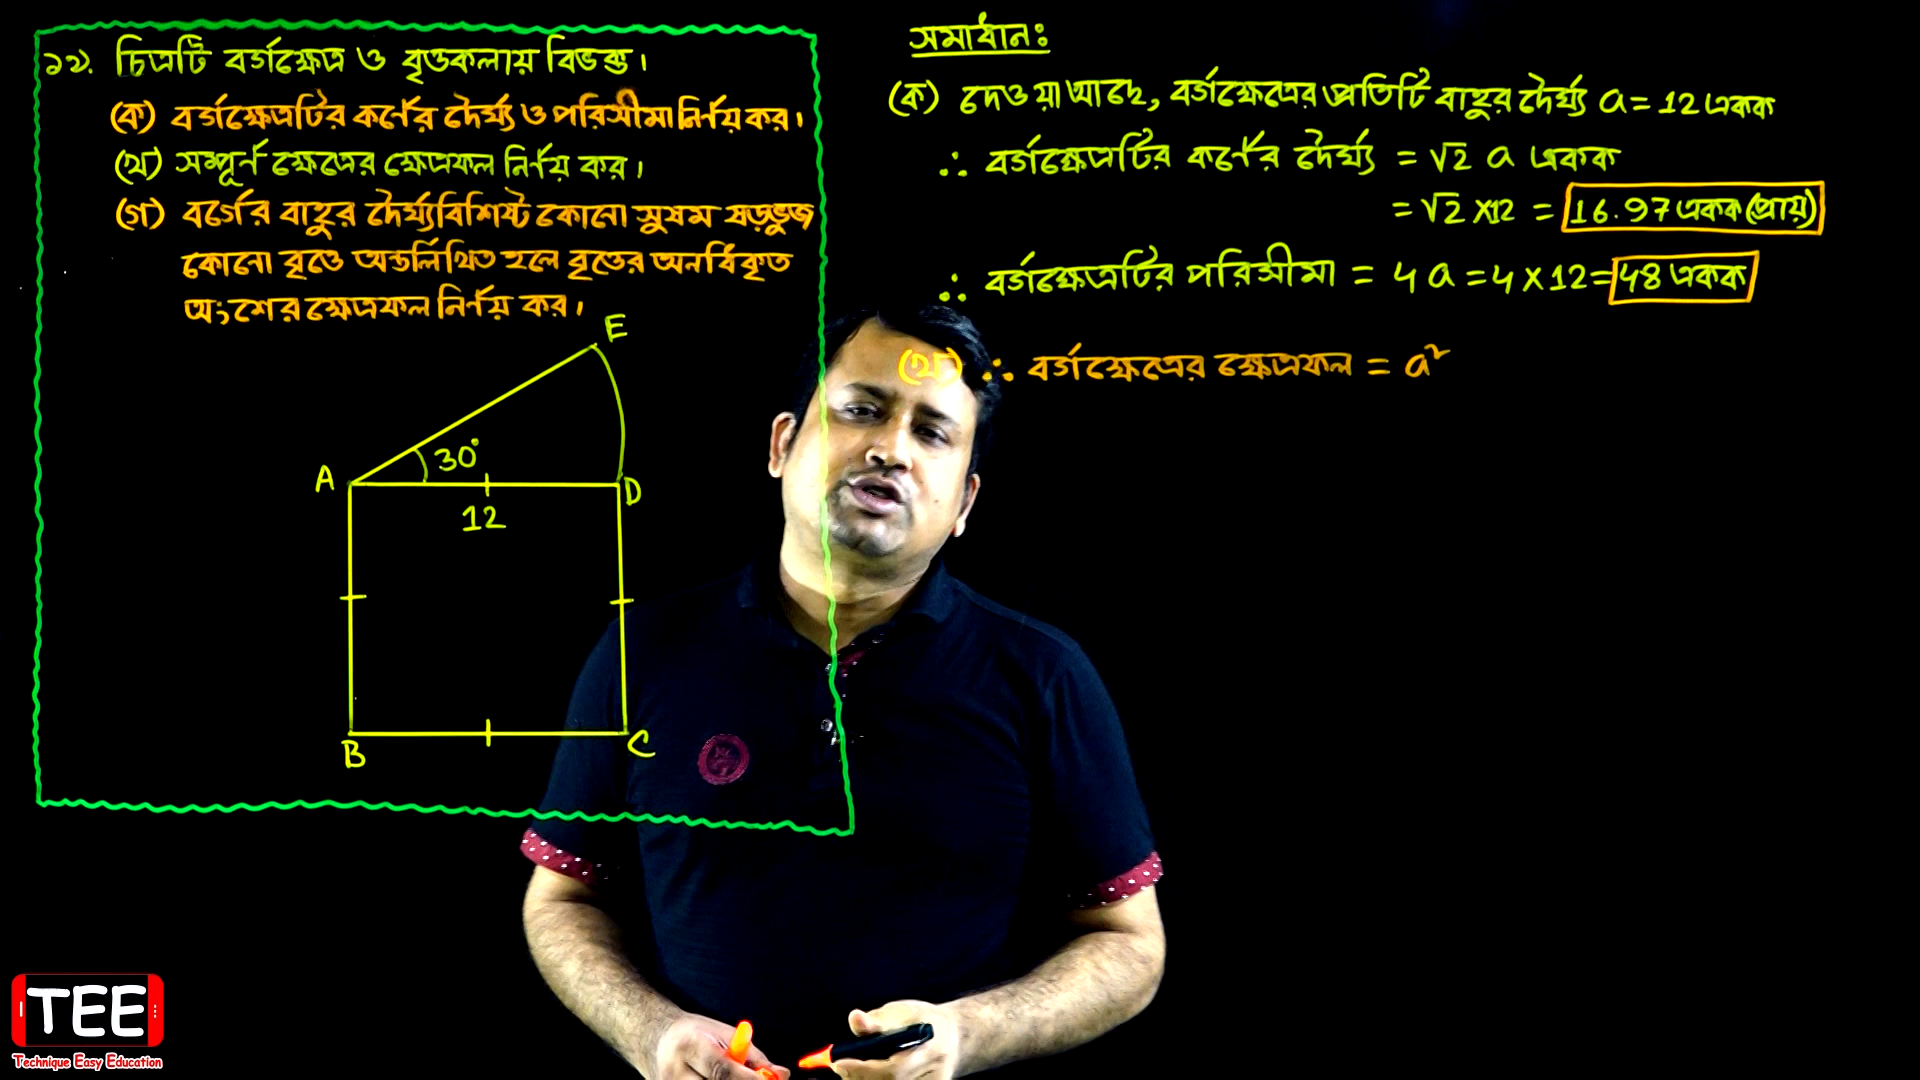 ১২. চিত্রটি বর্গক্ষেত্র ও বৃত্তকলায় বিভক্ত।
(ক) বর্গক্ষেত্রটির কর্ণের দৈর্ঘ্য ও পরিসীমা নির্ণয় কর।
(খ) সম্পূর্ণ ক্ষেত্রের ক্ষেত্রফল নির্ণয় কর।
(গ) বর্গের বাহুর দৈর্ঘ্যবিশিষ্ট কোনো সুষম ষড়ভুজ
কোনো বৃত্তে অন্তর্লিখিত হলে বৃত্তের অনধিকৃত
অংশের ক্ষেত্রফল নির্ণয় কর।
E
30°
A
D
12
B
C
সমাধান:
(ক) দেওয়া আছে, বর্গক্ষেত্রের প্রতিটি বাহুর দৈর্ঘ্য a = 12 একক
∴ বর্গক্ষেত্রটির কর্ণের দৈর্ঘ্য = √2 a একক
= √2 × 12 = 16.97 একক (প্রায়)
∴ বর্গক্ষেত্রটির পরিসীমা = 4 a = 4 × 12 = 48 একক
(খ) ∴ বর্গক্ষেত্রের ক্ষেত্রফল = a²
TEE
Technique Easy Education